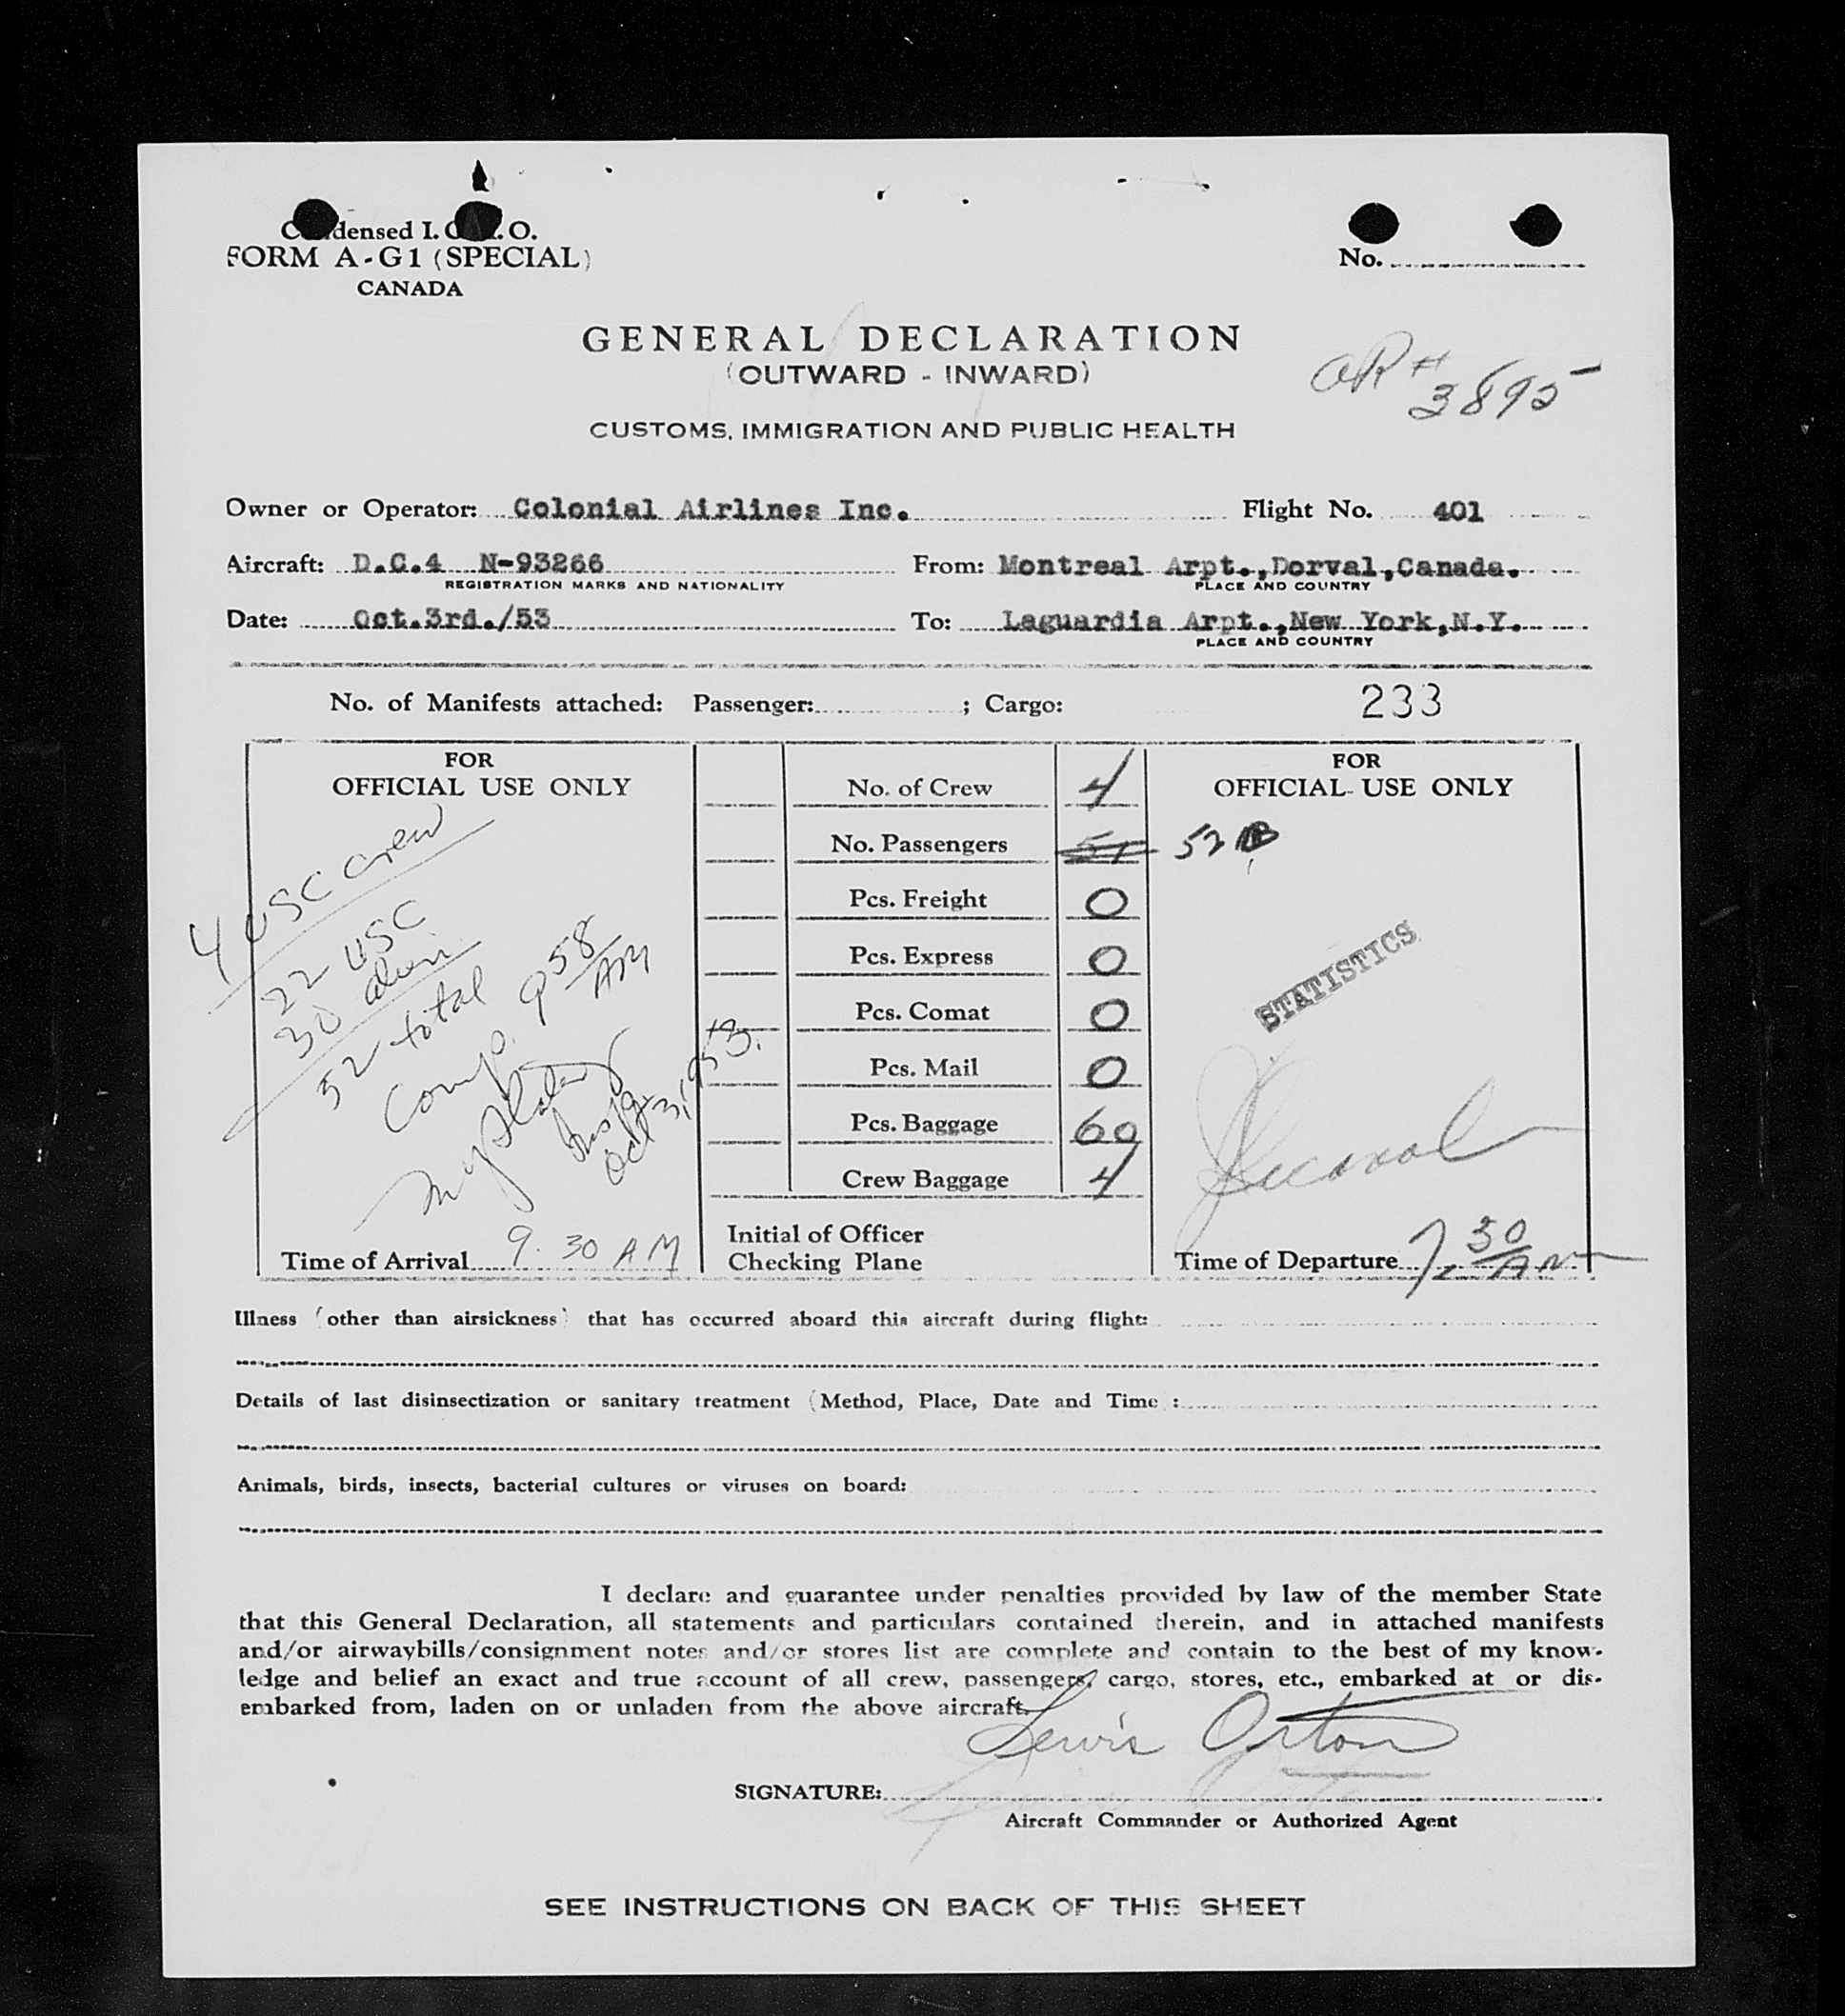 Condensed I.C.A.O.
FORM A-G1 (SPECIAL)
CANADA
No.
GENERAL DECLARATION
(OUTWARD - INWARD)
CUSTOMS, IMMIGRATION AND PUBLIC HEALTH
AR# 3895
Owner or Operator: Colonial Airlines Inc. Flight No. 401
Aircraft: D.C.4 N-93266 From: Montreal Arpt.,Dorval,Canada.
REGISTRATION MARKS AND NATIONALITY PLACE AND COUNTRY
Date: Oct.3rd./53 To: Laguardia Arpt.,New York,N.Y.
PLACE AND COUNTRY
No. of Manifests attached: Passenger: ; Cargo: 233
FOR
OFFICIAL USE ONLY
4 USC crew
22 USC
30 alien
52 total
Comp. 9 58 AM
Insp
Oct 3, 1953.
Time of Arrival 9.30 AM
No. of Crew 4
No. Passengers 51 52
Pcs. Freight 0
Pcs. Express 0
Pcs. Comat 0
Pcs. Mail 0
Pcs. Baggage 60
Crew Baggage 4
Initial of Officer
Checking Plane
FOR
OFFICIAL USE ONLY
STATISTICS
Time of Departure 7.30 AM
Illness (other than airsickness) that has occurred aboard this aircraft during flight:
Details of last disinsectization or sanitary treatment (Method, Place, Date and Time :
Animals, birds, insects, bacterial cultures or viruses on board:
I declare and guarantee under penalties provided by law of the member State
that this General Declaration, all statements and particulars contained therein, and in attached manifests
and/or airwaybills/consignment notes and/or stores list are complete and contain to the best of my know-
ledge and belief an exact and true account of all crew, passengers, cargo, stores, etc., embarked at or dis-
embarked from, laden on or unladen from the above aircraft.
Lewis Orton
SIGNATURE:
Aircraft Commander or Authorized Agent
SEE INSTRUCTIONS ON BACK OF THIS SHEET